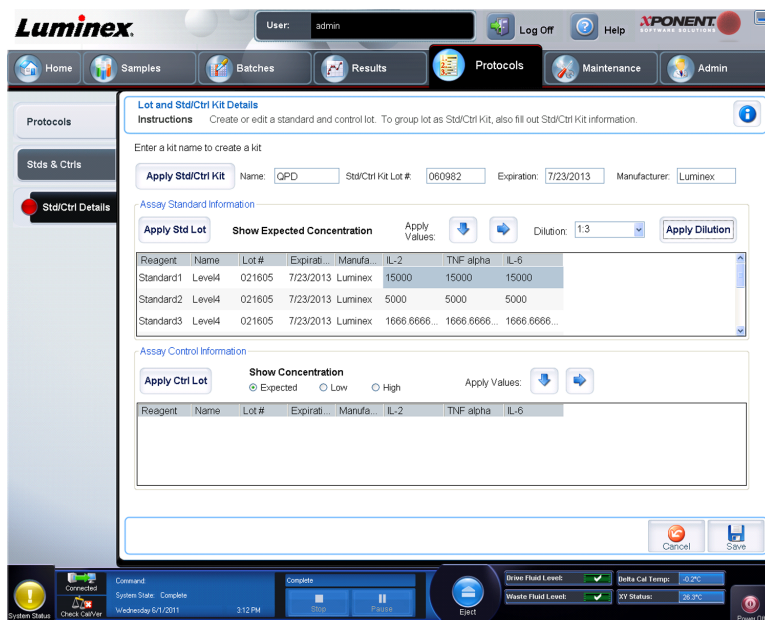 Luminex.
User: admin
Log Off
Help
XPONENT.
SOFTWARE SOLUTIONS
Home
Samples
Batches
Results
Protocols
Maintenance
Admin
Protocols
Stds & Ctrls
Std/Ctrl Details
Lot and Std/Ctrl Kit Details
Instructions Create or edit a standard and control lot. To group lot as Std/Ctrl Kit, also fill out Std/Ctrl Kit information.
Enter a kit name to create a kit
Apply Std/Ctrl Kit Name: QPD Std/Ctrl Kit Lot #: 060982 Expiration: 7/23/2013 Manufacturer: Luminex
Assay Standard Information
Apply Std Lot Show Expected Concentration Apply Values: Dilution: 1:3 Apply Dilution
Reagent Name Lot # Expirati... Manufa... IL-2 TNF alpha IL-6
Standard1 Level4 021605 7/23/2013 Luminex 15000 15000 15000
Standard2 Level4 021605 7/23/2013 Luminex 5000 5000 5000
Standard3 Level4 021605 7/23/2013 Luminex 1666.6666... 1666.6666... 1666.6666...
Assay Control Information
Apply Ctrl Lot
Show Concentration
Expected Low High
Apply Values:
Reagent Name Lot # Expirati... Manufa... IL-2 TNF alpha IL-6
Cancel
Save
System Status
Connected
Check Cal/Ver
Command:
System State: Complete
Wednesday 6/1/2011 3:12 PM
Complete
Stop
Pause
Eject
Drive Fluid Level:
Waste Fluid Level:
Delta Cal Temp: -0.2°C
XY Status: 26.3°C
Power Off